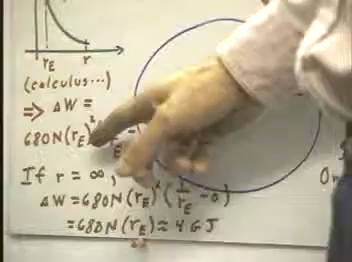 r_E r
(calculus...)
⇒ ΔW =
680N(r_E)²
If r = ∞,
ΔW = 680N(r_E)²(1/r_E - 0)
= 680N(r_E) ≈ 4GJ